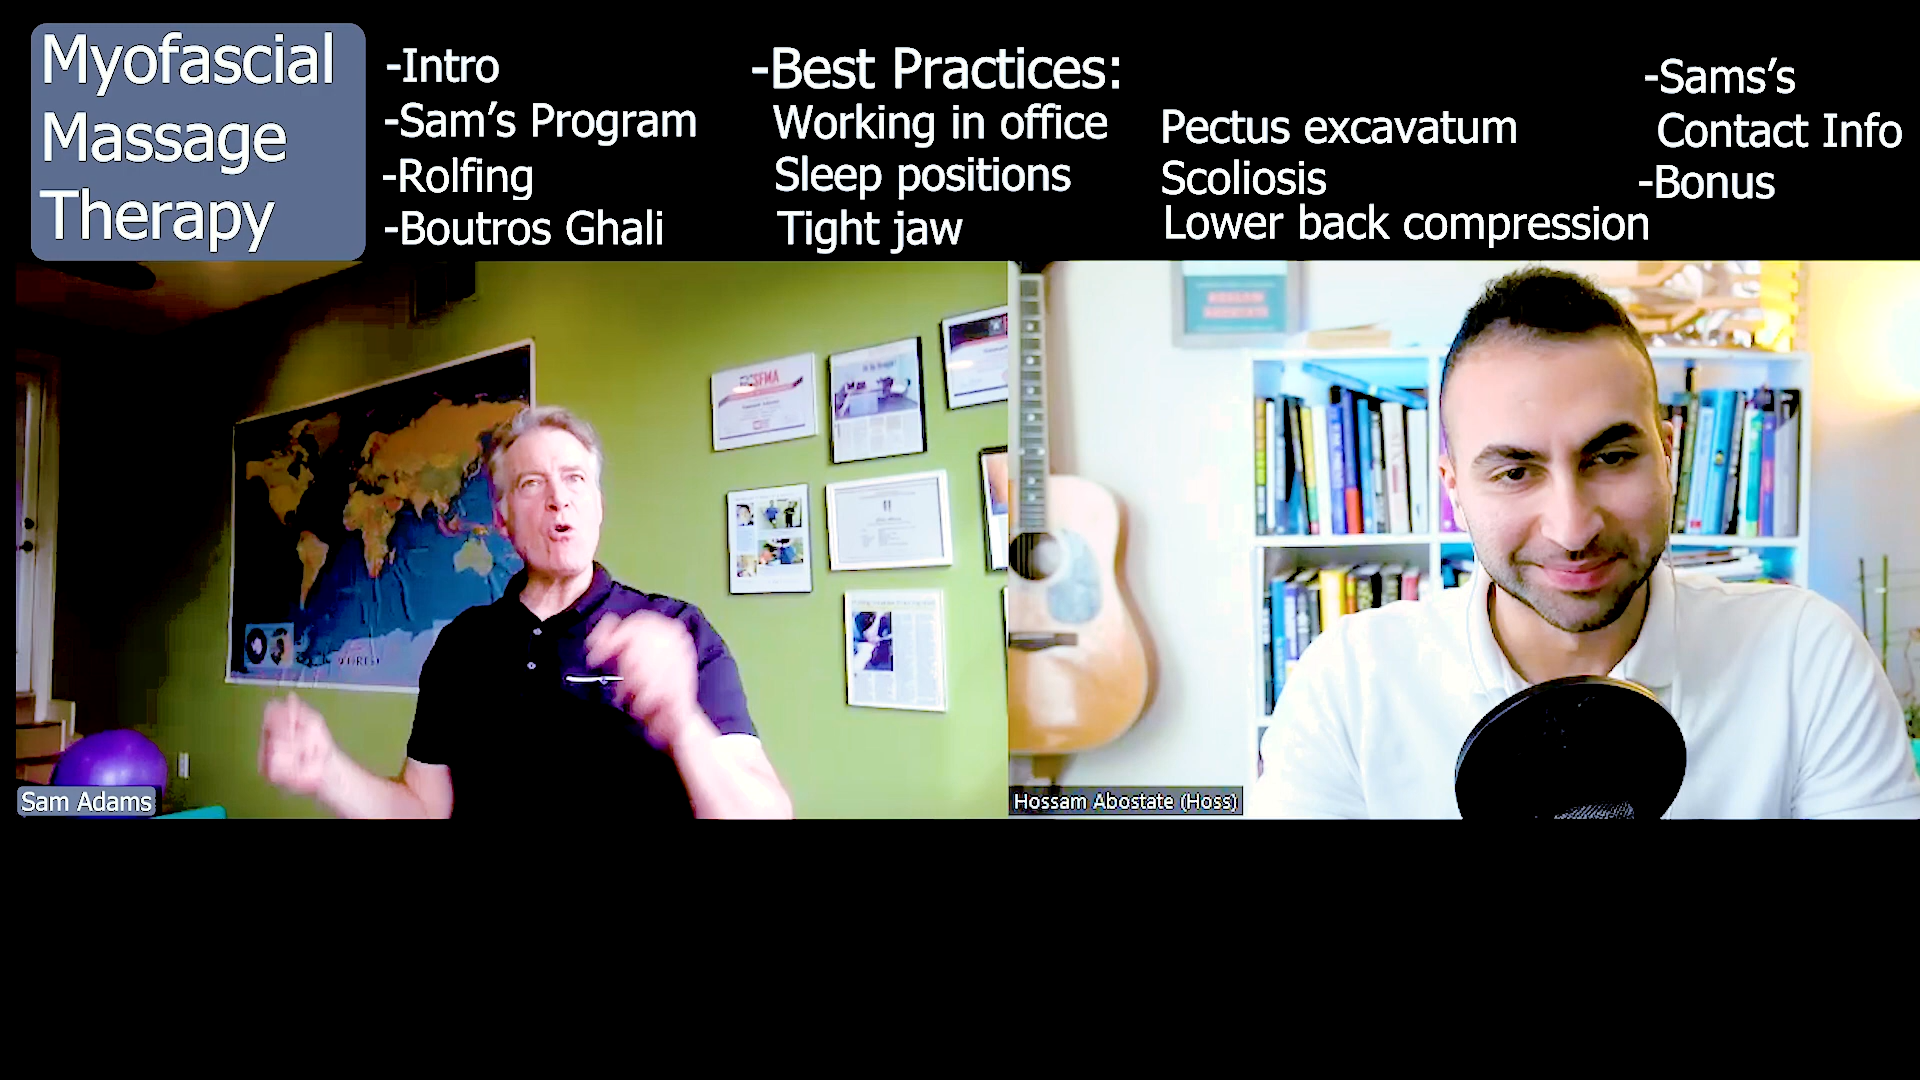 Myofascial
Massage
Therapy
-Intro
-Sam's Program
-Rolfing
-Boutros Ghali
-Best Practices:
Working in office
Sleep positions
Tight jaw
Pectus excavatum
Scoliosis
Lower back compression
-Sams's
Contact Info
-Bonus
SFMA
Sam Adams
Hossam Abostate (Hoss)